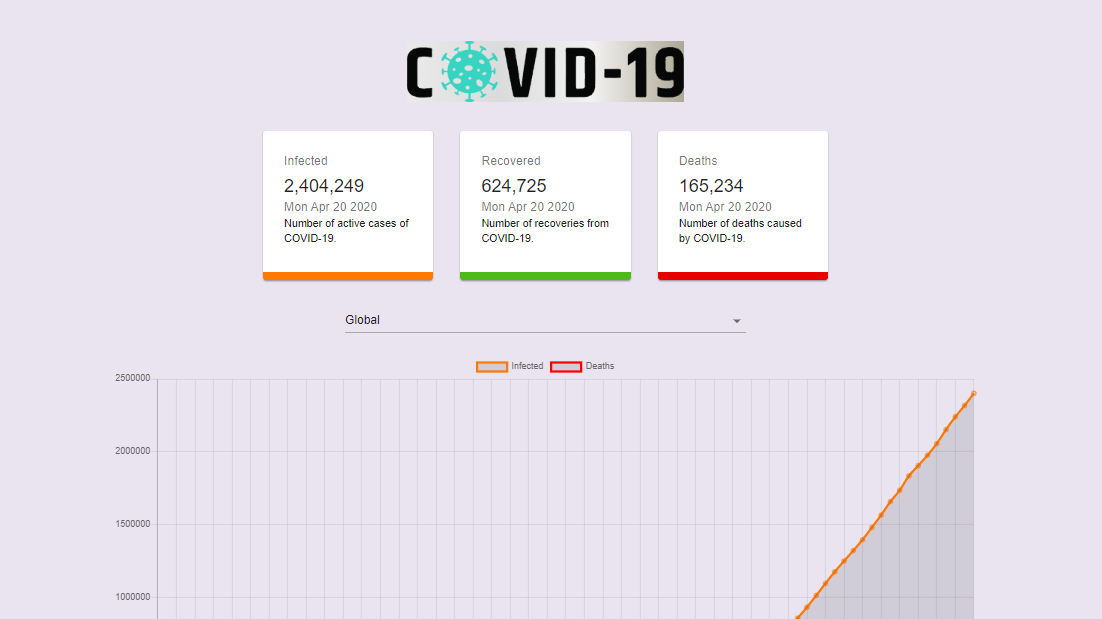 COVID-19
Infected
2,404,249
Mon Apr 20 2020
Number of active cases of
COVID-19.
Recovered
624,725
Mon Apr 20 2020
Number of recoveries from
COVID-19.
Deaths
165,234
Mon Apr 20 2020
Number of deaths caused
by COVID-19.
Global
Infected
Deaths
2500000
2000000
1500000
1000000